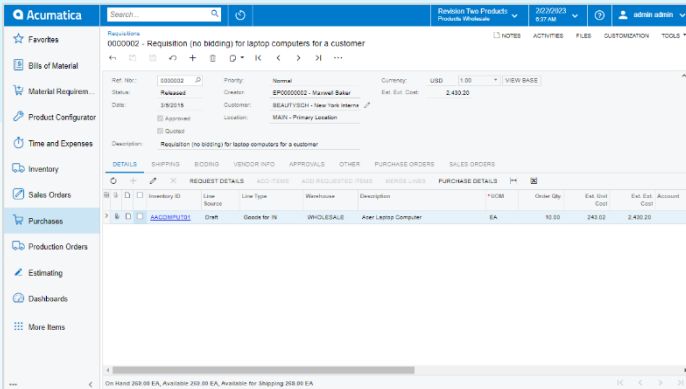 Acumatica
Search...
Revision Two Products
Products Wholesale
2/22/2023
6:27 AM
admin admin
Favorites
Bills of Material
Material Requirem...
Product Configurator
Time and Expenses
Inventory
Sales Orders
Purchases
Production Orders
Estimating
Dashboards
More Items
Requisitions
NOTES ACTIVITIES FILES CUSTOMIZATION TOOLS
0000002 - Requisition (no bidding) for laptop computers for a customer
Ref. Nbr.: 0000002 Priority: Normal Currency: USD 1.00 VIEW BASE
Status: Released Creator: EP00000002 - Maxwell Baker Est. Ext. Cost: 2,430.20
Date: 3/8/2018 Customer: BEAUTYSCH - New York Interna
Approved Location: MAIN - Primary Location
Quoted
Description: Requisition (no bidding) for laptop computers for a customer
DETAILS SHIPPING BIDDING VENDOR INFO APPROVALS OTHER PURCHASE ORDERS SALES ORDERS
REQUEST DETAILS ADD ITEMS ADD REQUESTED ITEMS MERGE LINES PURCHASE DETAILS
Inventory ID Line Source Line Type Warehouse Description *UOM Order Qty. Est. Unit Cost Est. Ext. Cost Account
AACOMPUT01 Draft Goods for IN WHOLESALE Acer Laptop Computer EA 10.00 243.02 2,430.20
On Hand 260.00 EA, Available 260.00 EA, Available for Shipping 260.00 EA